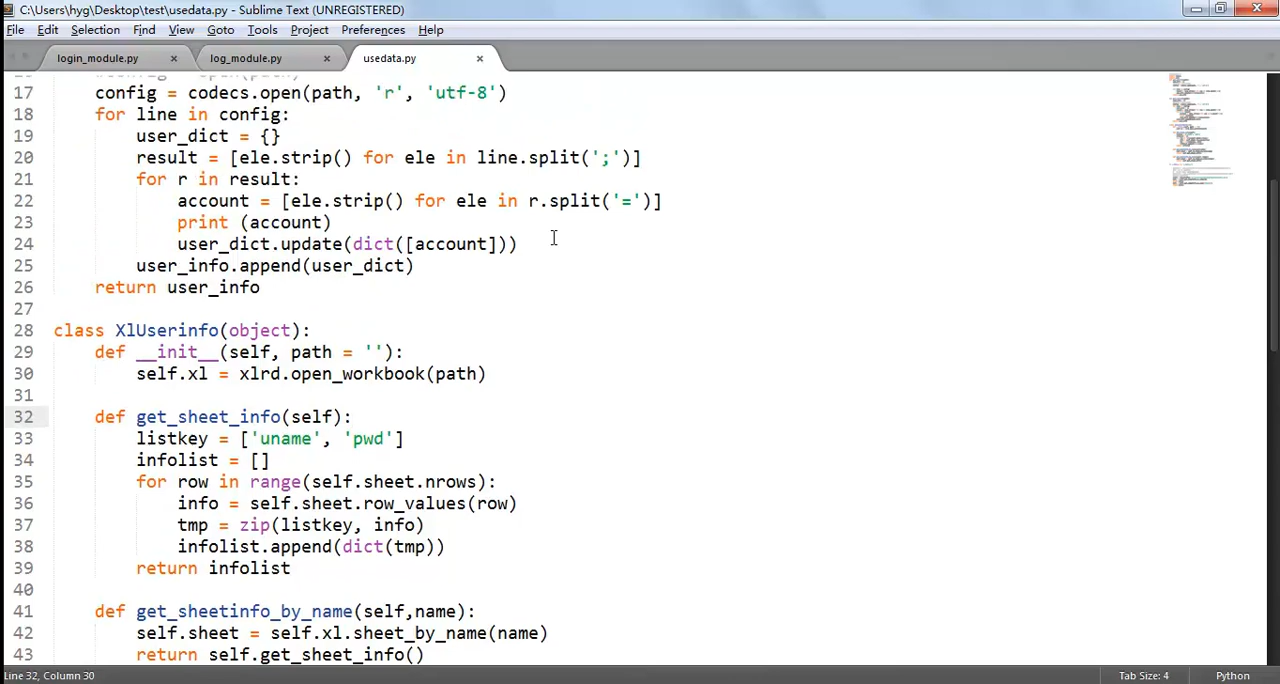 C:\Users\hyg\Desktop\test\usedata.py - Sublime Text (UNREGISTERED)
File Edit Selection Find View Goto Tools Project Preferences Help
login_module.py × log_module.py × usedata.py ×
17 config = codecs.open(path, 'r', 'utf-8')
18 for line in config:
19 user_dict = {}
20 result = [ele.strip() for ele in line.split(';')]
21 for r in result:
22 account = [ele.strip() for ele in r.split('=')]
23 print (account)
24 user_dict.update(dict([account]))
25 user_info.append(user_dict)
26 return user_info
27
28 class XlUserinfo(object):
29 def __init__(self, path = ''):
30 self.xl = xlrd.open_workbook(path)
31
32 def get_sheet_info(self):
33 listkey = ['uname', 'pwd']
34 infolist = []
35 for row in range(self.sheet.nrows):
36 info = self.sheet.row_values(row)
37 tmp = zip(listkey, info)
38 infolist.append(dict(tmp))
39 return infolist
40
41 def get_sheetinfo_by_name(self,name):
42 self.sheet = self.xl.sheet_by_name(name)
43 return self.get_sheet_info()
Line 32, Column 30 Tab Size: 4 Python